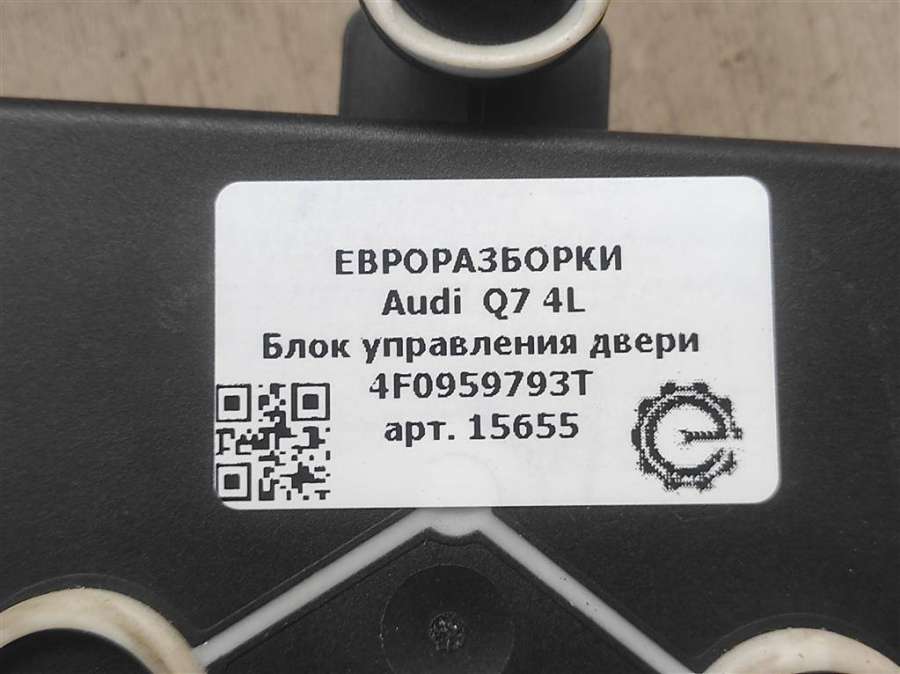 ЕВРОРАЗБОРКИ
Audi Q7 4L
Блок управления двери
4F0959793T
арт. 15655